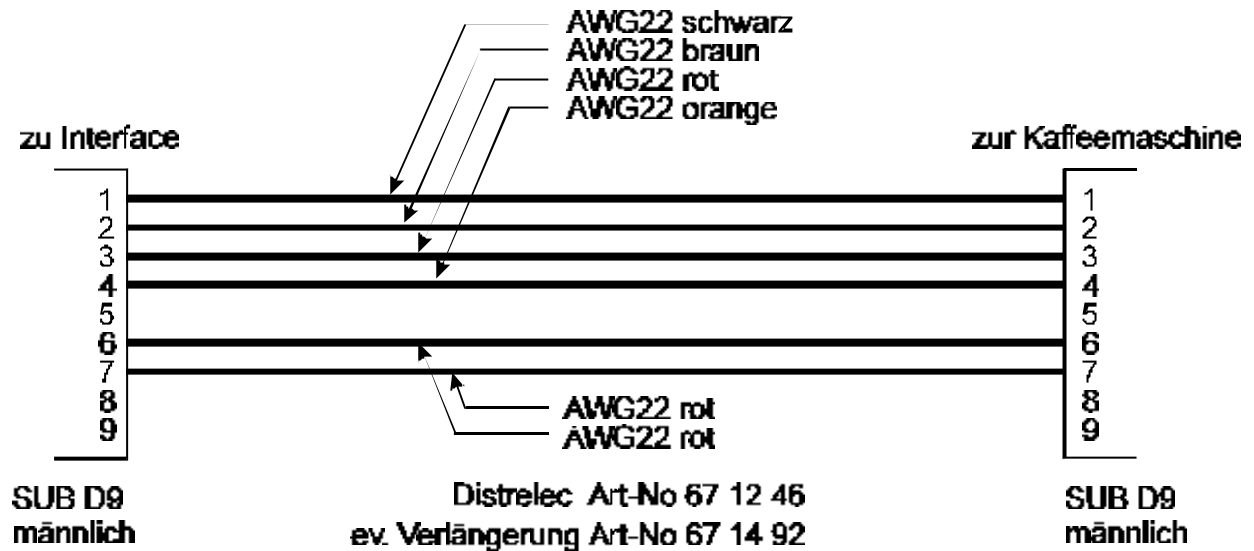 AWG22 schwarz
AWG22 braun
AWG22 rot
AWG22 orange
zu Interface
zur Kaffeemaschine
1 1
2 2
3 3
4 4
5 5
6 6
7 7
8 8
9 9
AWG22 rot
AWG22 rot
SUB D9
männlich
Distrelec Art-No 67 12 46
ev. Verlängerung Art-No 67 14 92
SUB D9
männlich